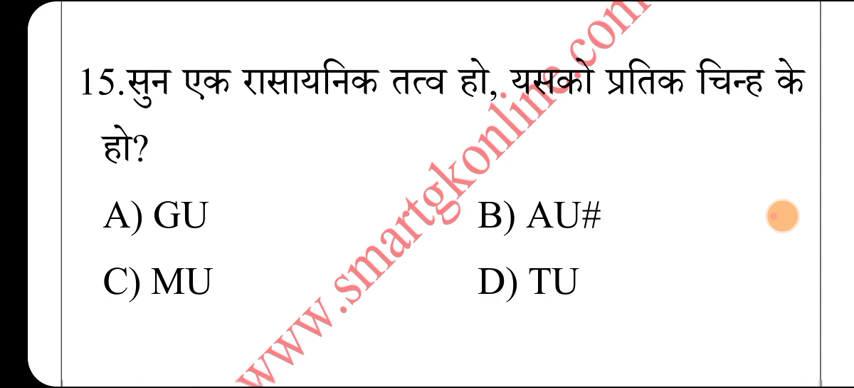 15.सुन एक रासायनिक तत्व हो, यसको प्रतिक चिन्ह के
हो?
A) GU B) AU#
C) MU D) TU
www.smartgkonline.com